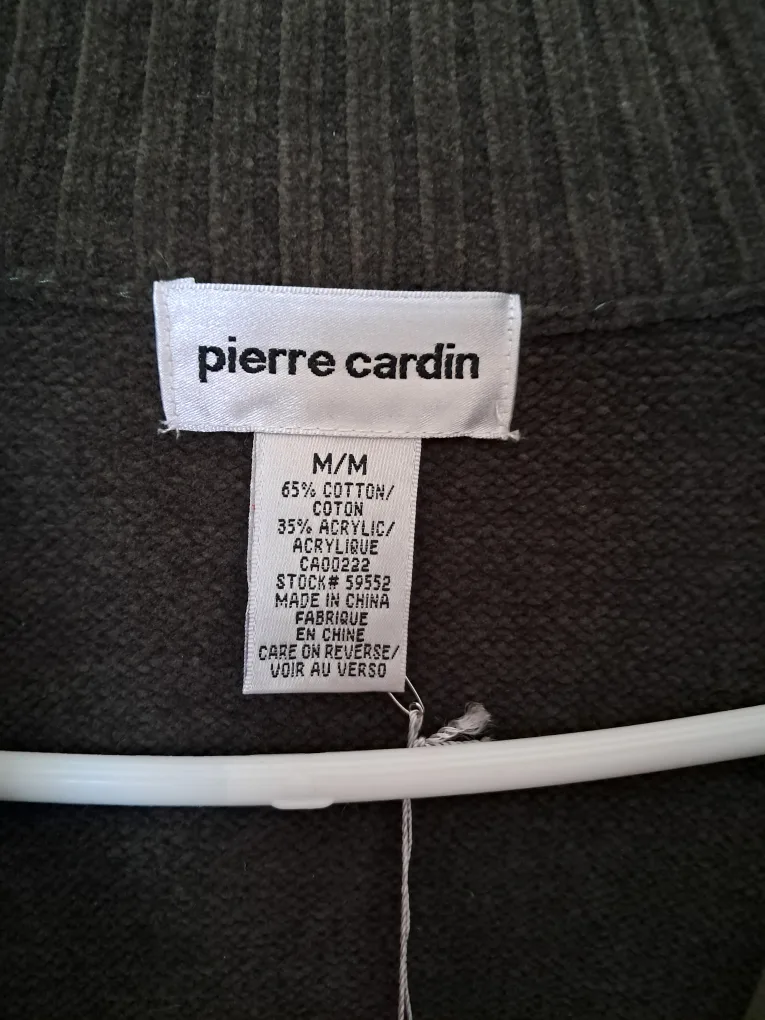 pierre cardin
M/M
65% COTTON/
COTON
35% ACRYLIC/
ACRYLIQUE
CA00222
STOCK# 59552
MADE IN CHINA
FABRIQUE
EN CHINE
CARE ON REVERSE/
VOIR AU VERSO